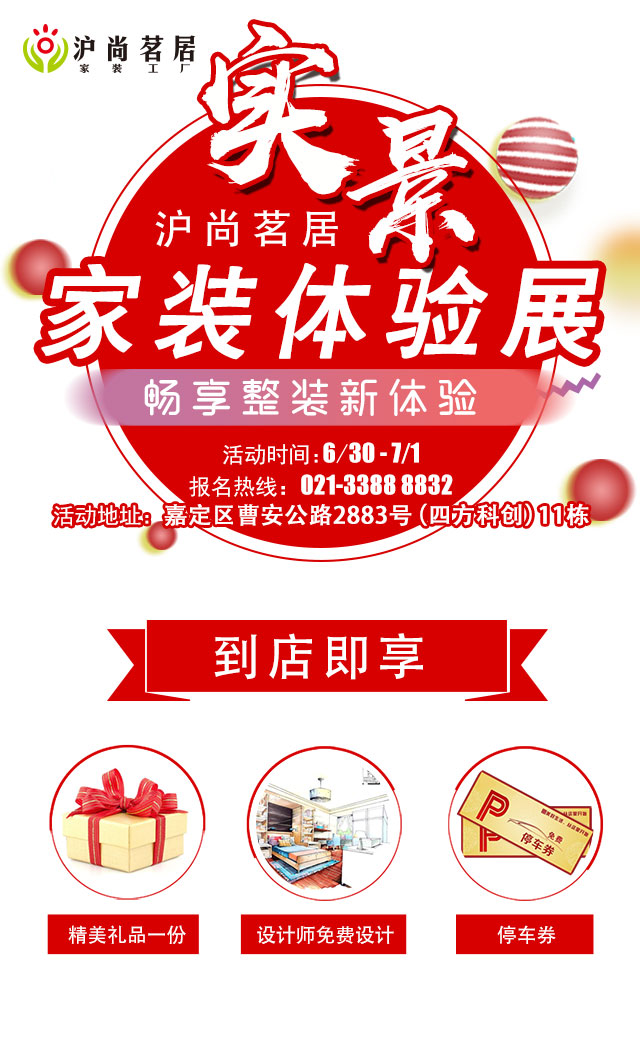 沪尚茗居
家装工厂
实景
沪尚茗居
家装体验展
畅享整装新体验
活动时间：6/30 - 7/1
报名热线：021-3388 8832
活动地址：嘉定区曹安公路2883号（四方科创）11栋
到店即享
P
免费
停车券
精美礼品一份
设计师免费设计
停车券